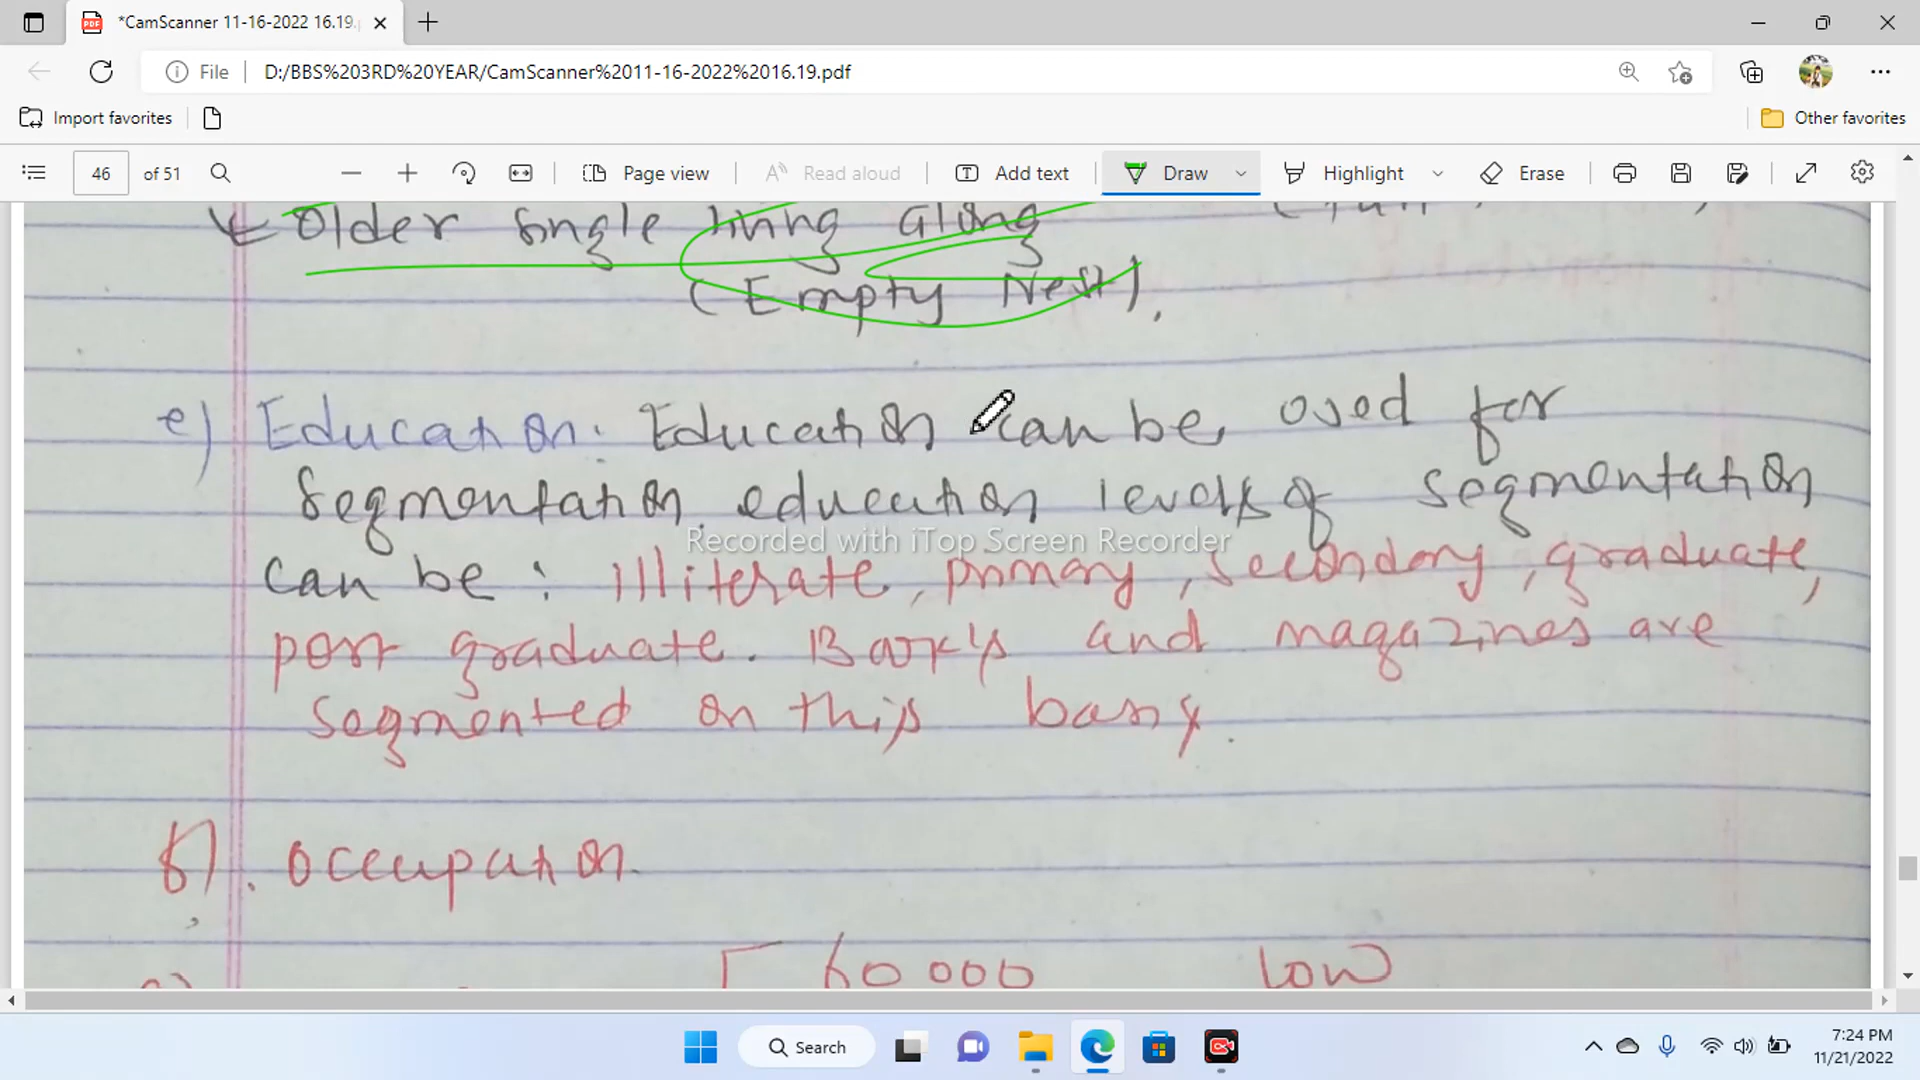 *CamScanner 11-16-2022 16.19.p
File
D:/BBS%203RD%20YEAR/CamScanner%2011-16-2022%2016.19.pdf
Import favorites
Other favorites
46 of 51
Page view
Read aloud
Add text
Draw
Highlight
Erase
Older single living along
(Empty Nest).
e) Education: Education can be used for
Segmentation. education levels of segmentation
can be : illiterate, primary, secondary, graduate,
post graduate. Book's and magazines are
segmented on this basis.
Recorded with iTop Screen Recorder
f). Occupation.
60 000 low
Search
7:24 PM
11/21/2022